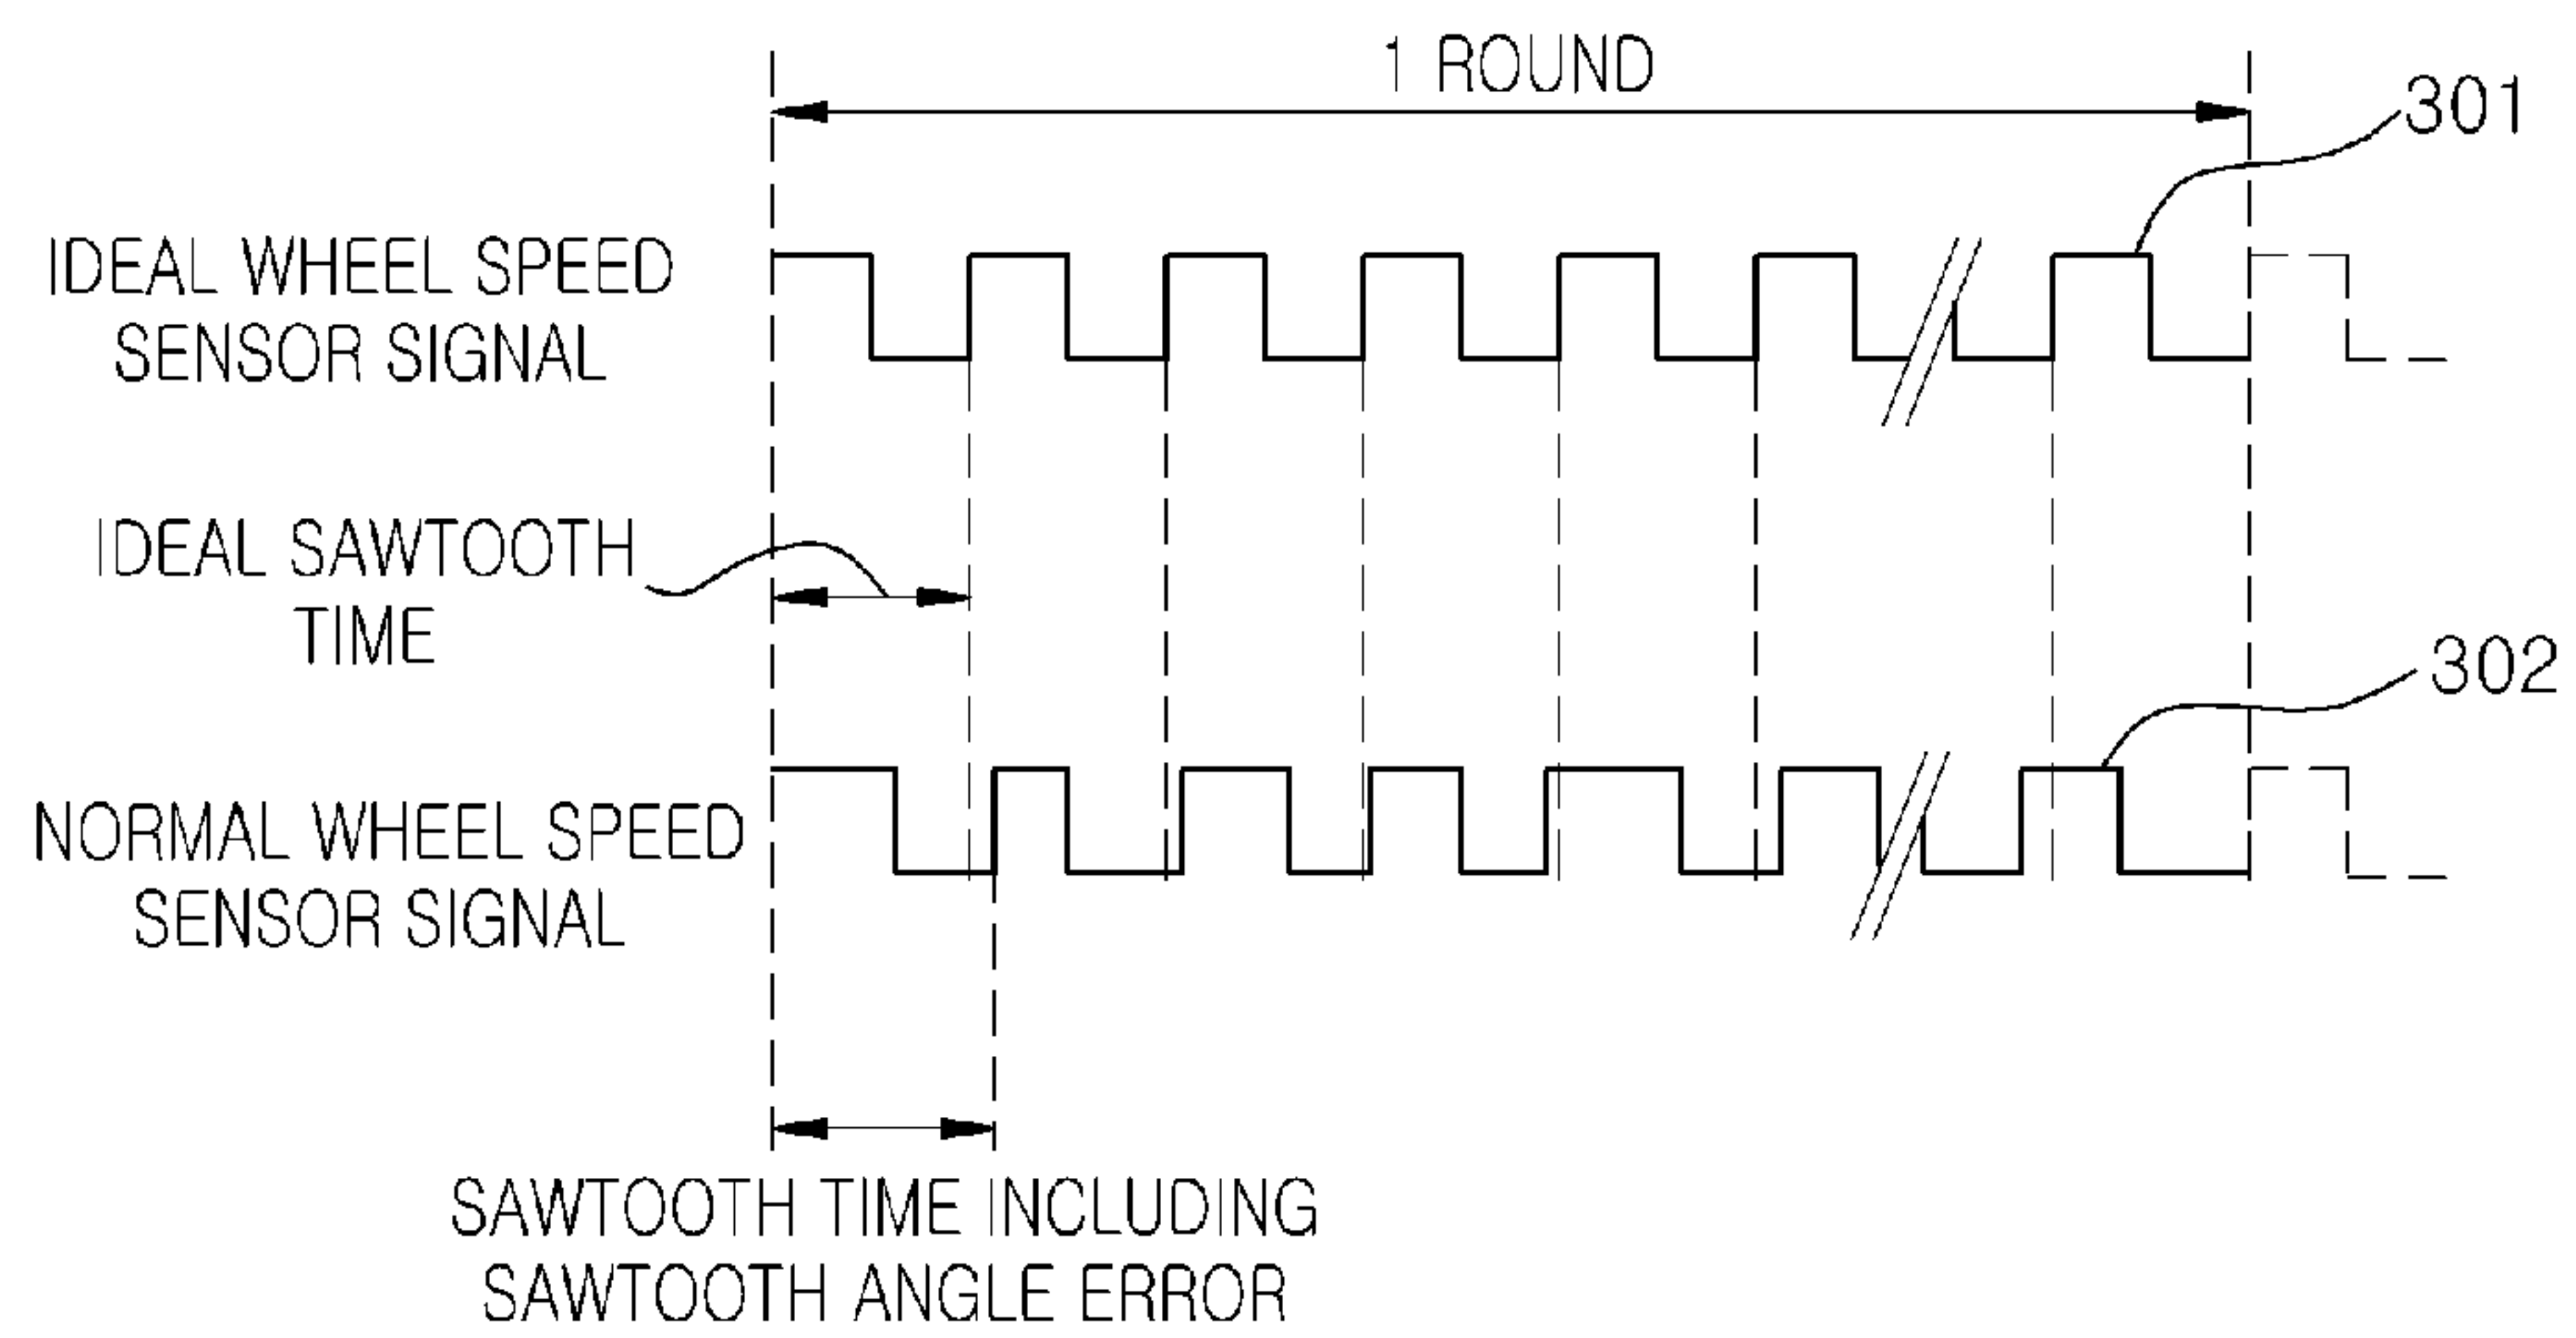 1 ROUND
301
IDEAL WHEEL SPEED
SENSOR SIGNAL
IDEAL SAWTOOTH
TIME
302
NORMAL WHEEL SPEED
SENSOR SIGNAL
SAWTOOTH TIME INCLUDING
SAWTOOTH ANGLE ERROR